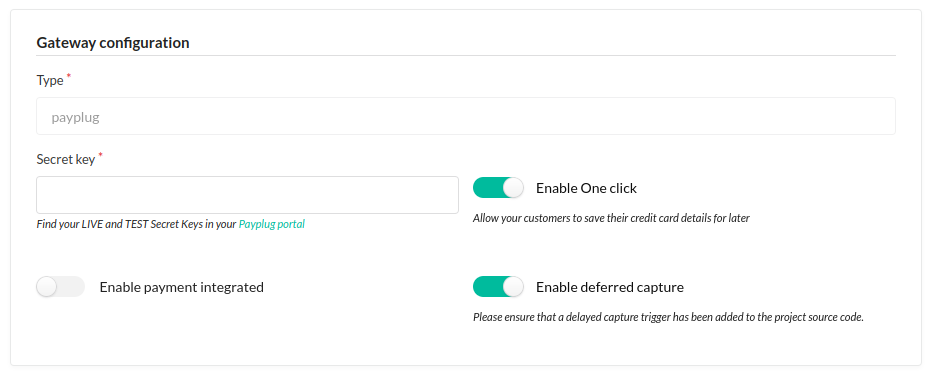 Gateway configuration
Type *
payplug
Secret key *
Enable One click
Find your LIVE and TEST Secret Keys in your Payplug portal
Allow your customers to save their credit card details for later
Enable payment integrated
Enable deferred capture
Please ensure that a delayed capture trigger has been added to the project source code.